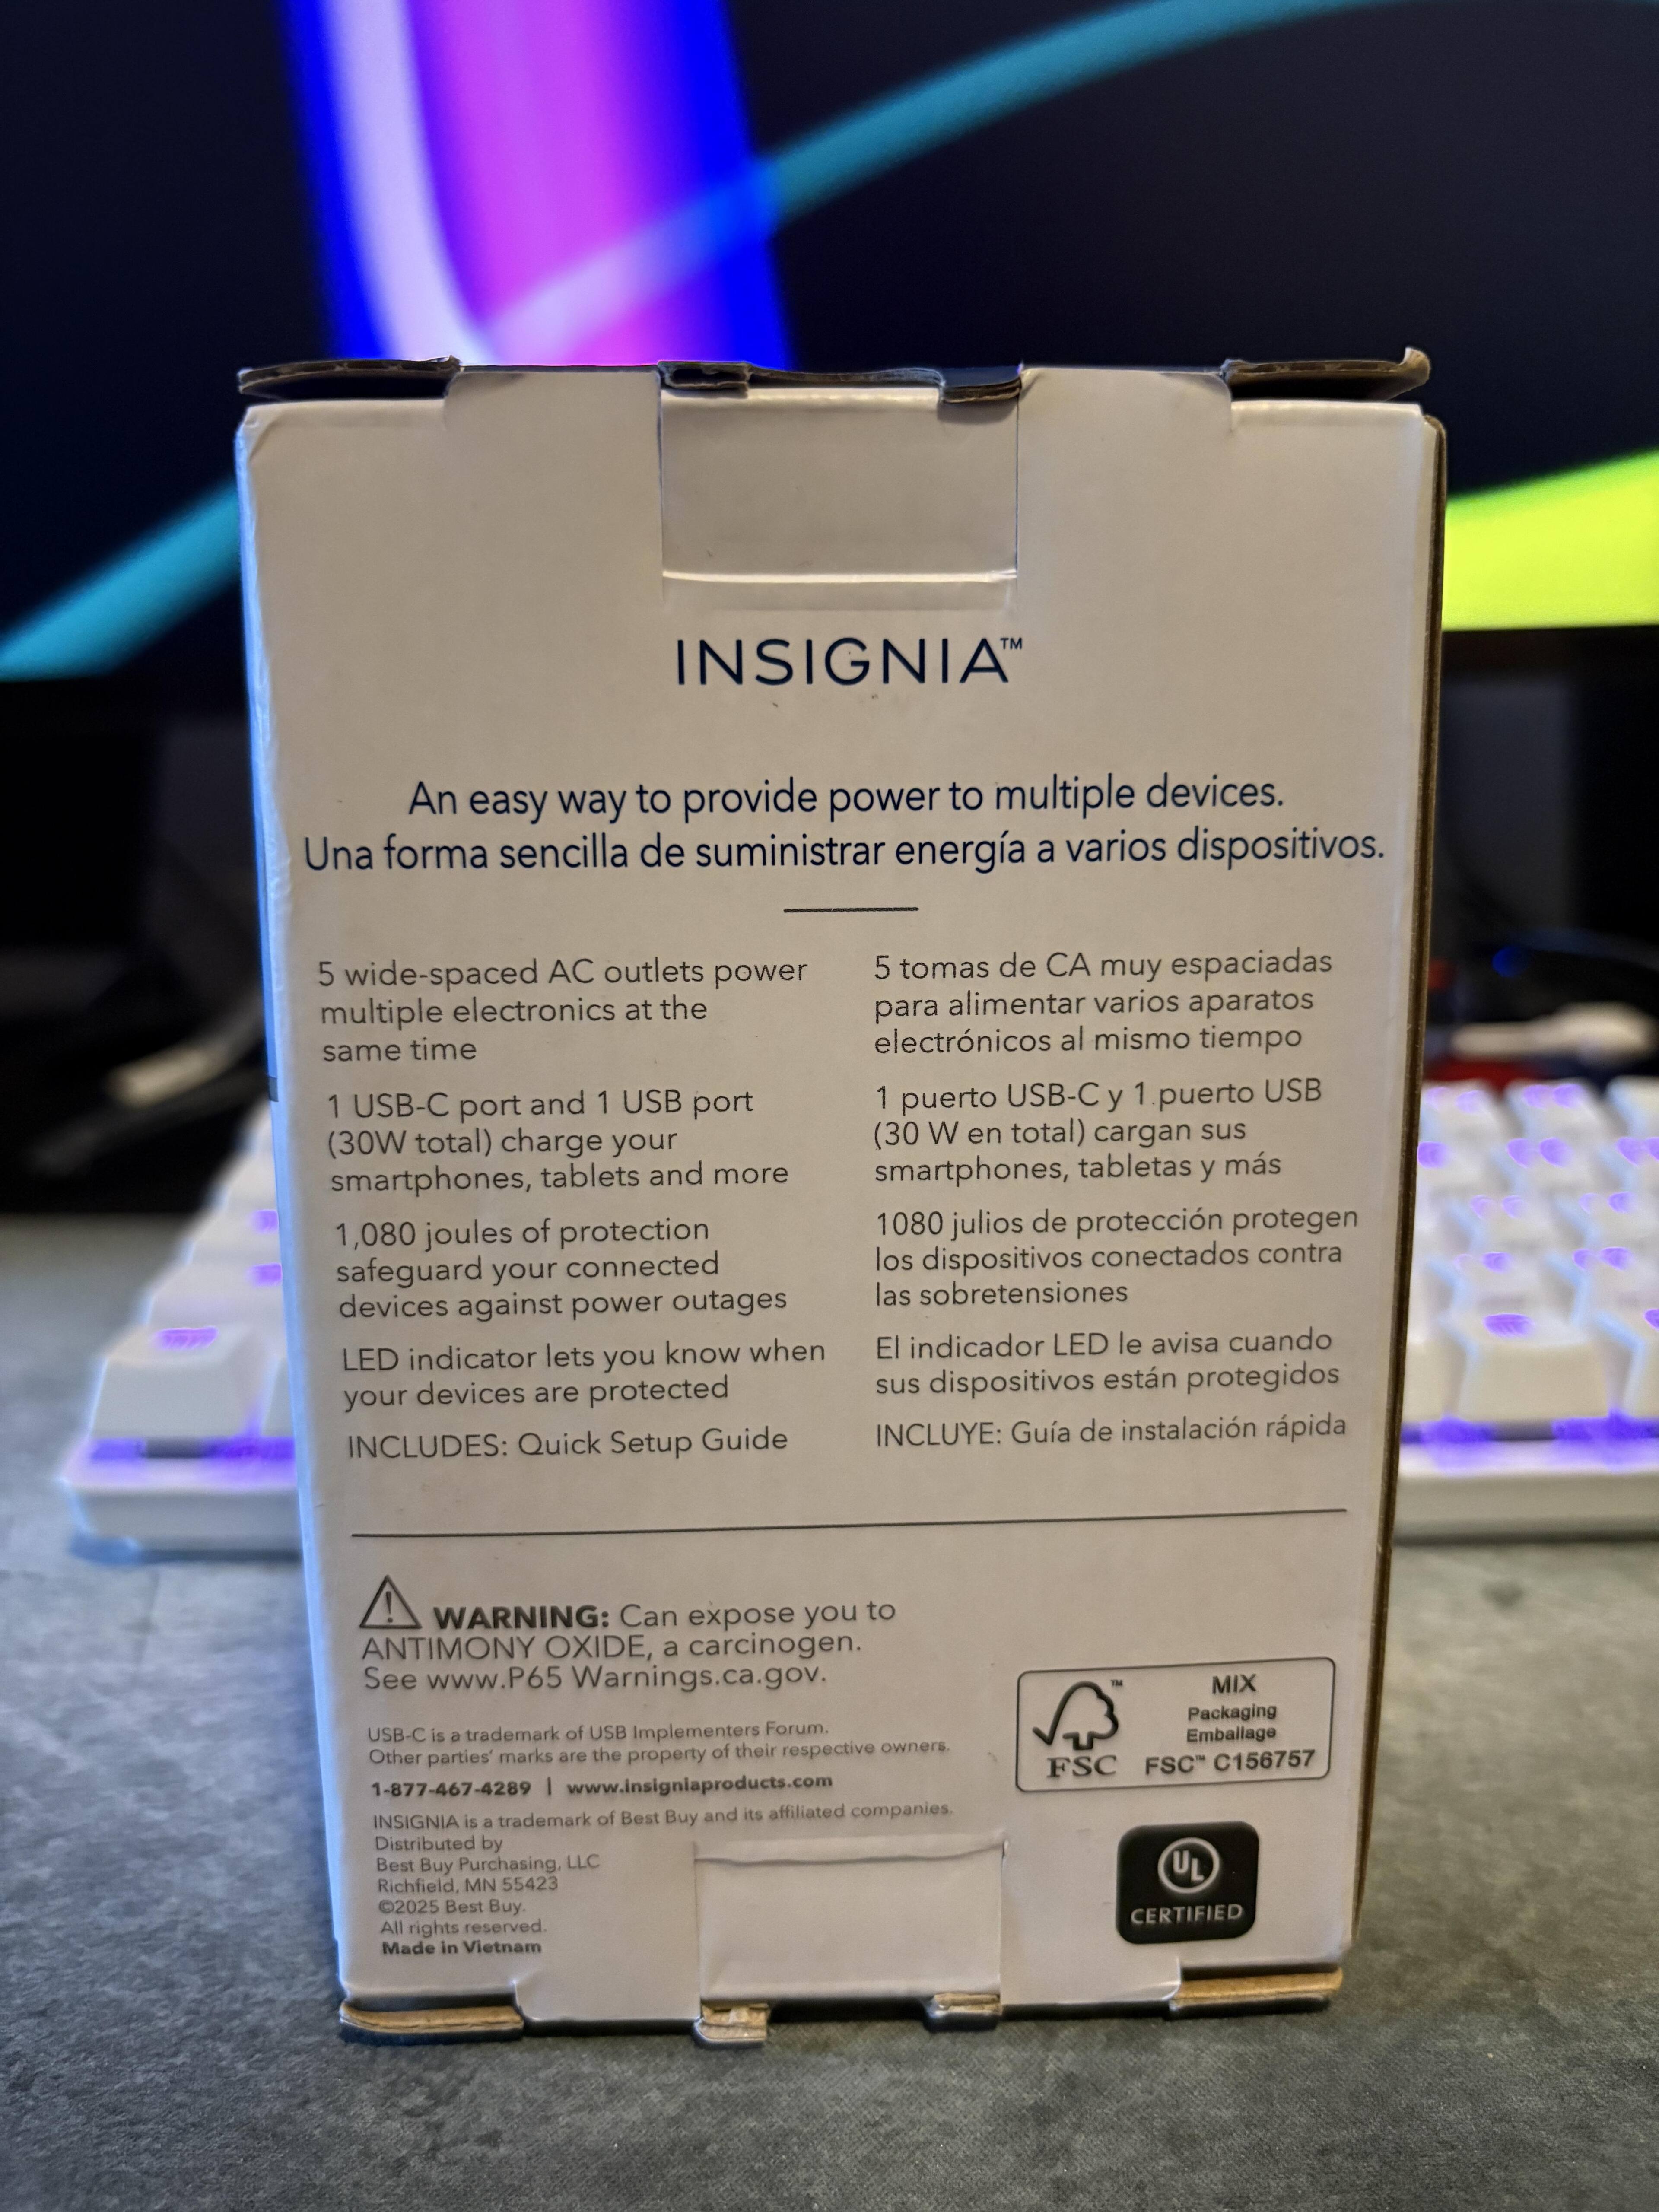 INSIGNIA™
An easy way to provide power to multiple devices.
Una forma sencilla de suministrar energía a varios dispositivos.
5 wide-spaced AC outlets power
multiple electronics at the
same time
1 USB-C port and 1 USB port
(30W total) charge your
smartphones, tablets and more
1,080 joules of protection
safeguard your connected
devices against power outages
LED indicator lets you know when
your devices are protected
INCLUDES: Quick Setup Guide
5 tomas de CA muy espaciadas
para alimentar varios aparatos
electrónicos al mismo tiempo
1 puerto USB-C y 1 puerto USB
(30 W en total) cargan sus
smartphones, tabletas y más
1080 julios de protección protegen
los dispositivos conectados contra
las sobretensiones
El indicador LED le avisa cuando
sus dispositivos están protegidos
INCLUYE: Guía de instalación rápida
WARNING: Can expose you to
ANTIMONY OXIDE, a carcinogen.
See www.P65 Warnings.ca.gov.
USB-C is a trademark of USB Implementers Forum.
Other parties' marks are the property of their respective owners.
1-877-467-4289 | www.insigniaproducts.com
INSIGNIA is a trademark of Best Buy and its affiliated companies.
Distributed by
Best Buy Purchasing, LLC
Richfield, MN 55423
©2025 Best Buy.
All rights reserved.
Made in Vietnam
™
FSC
MIX
Packaging
Emballage
FSC™ C156757
UL
CERTIFIED